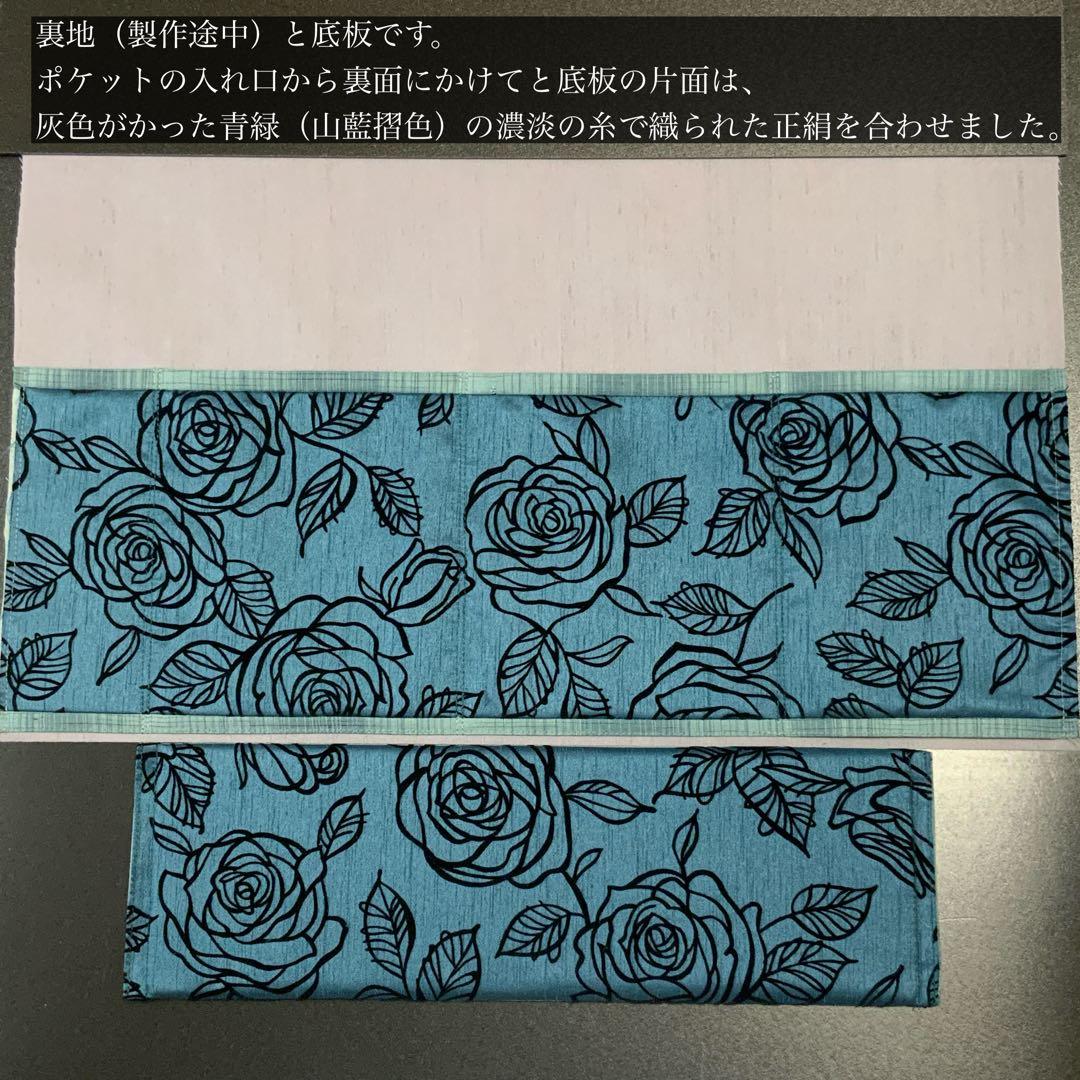 裏地（製作途中）と底板です。
ポケットの入れ口から裏面にかけてと底板の片面は、
灰色がかった青緑（山藍摺色）の濃淡の糸で織られた正絹を合わせました。